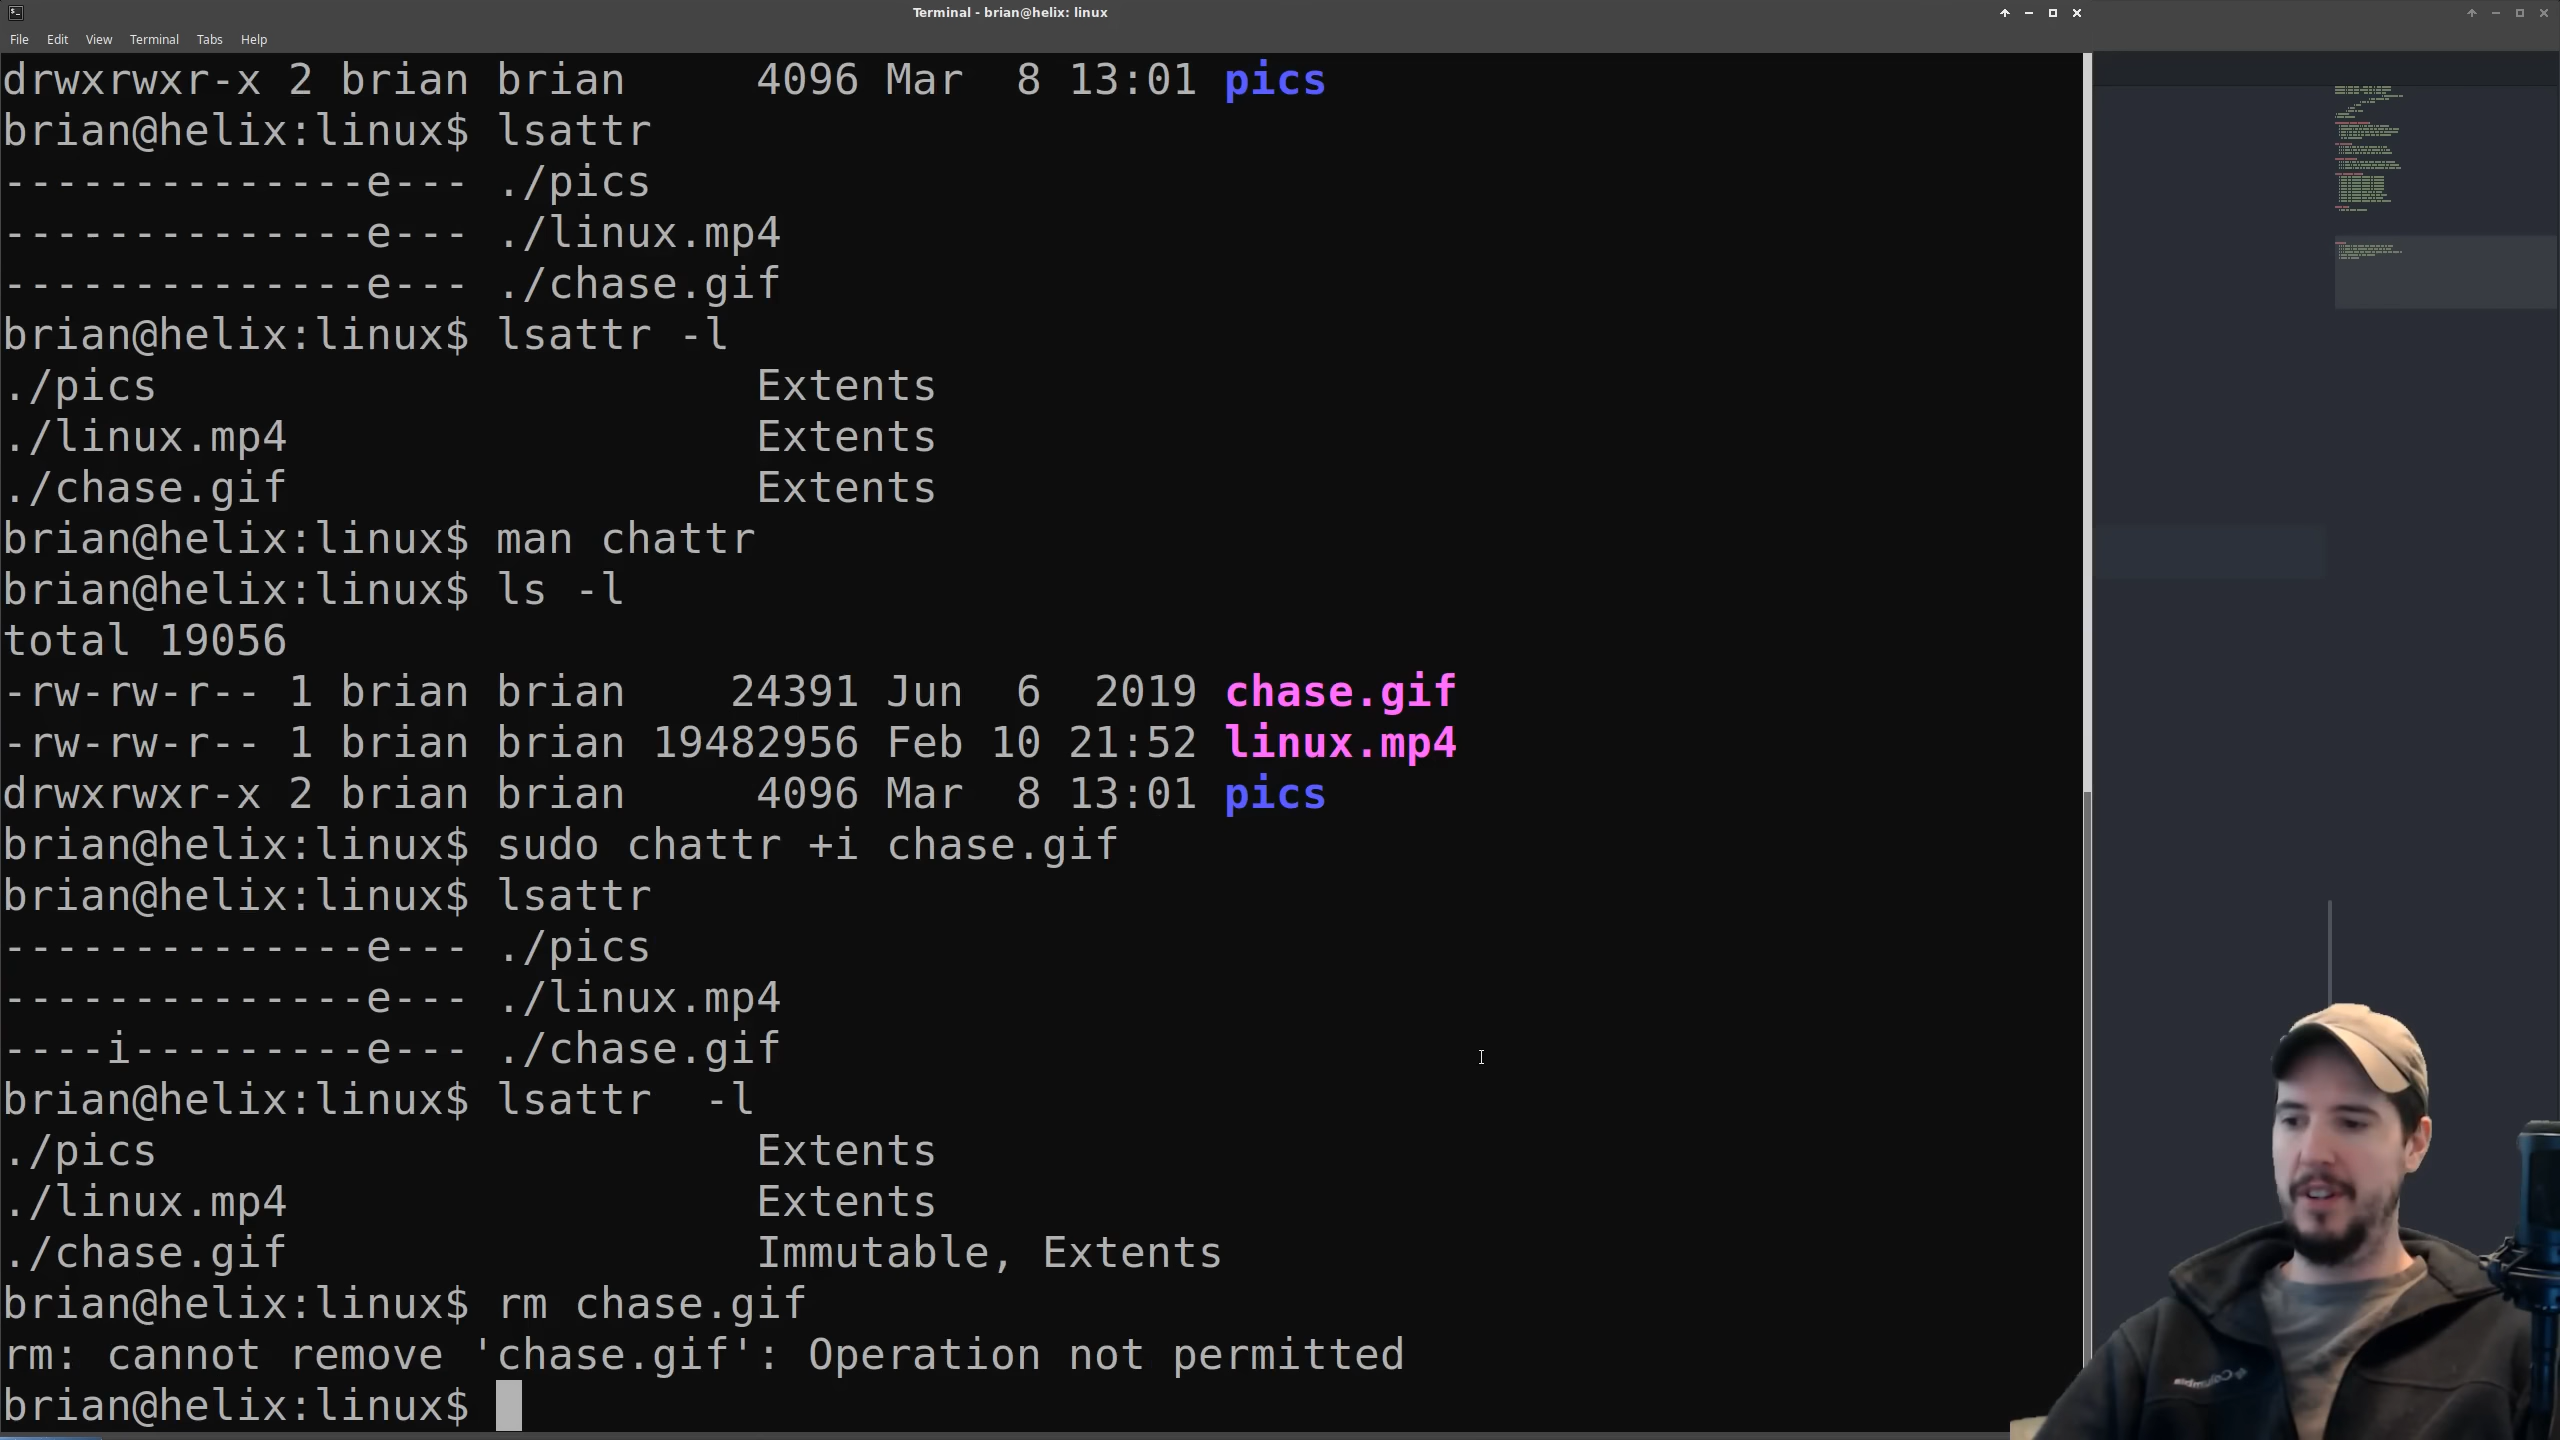 Terminal - brian@helix: linux
File Edit View Terminal Tabs Help
drwxrwxr-x 2 brian brian     4096 Mar  8 13:01 pics
brian@helix:linux$ lsattr
--------------e--- ./pics
--------------e--- ./linux.mp4
--------------e--- ./chase.gif
brian@helix:linux$ lsattr -l
./pics                       Extents
./linux.mp4                  Extents
./chase.gif                  Extents
brian@helix:linux$ man chattr
brian@helix:linux$ ls -l
total 19056
-rw-rw-r-- 1 brian brian    24391 Jun  6  2019 chase.gif
-rw-rw-r-- 1 brian brian 19482956 Feb 10 21:52 linux.mp4
drwxrwxr-x 2 brian brian     4096 Mar  8 13:01 pics
brian@helix:linux$ sudo chattr +i chase.gif
brian@helix:linux$ lsattr
--------------e--- ./pics
--------------e--- ./linux.mp4
----i---------e--- ./chase.gif
brian@helix:linux$ lsattr  -l
./pics                       Extents
./linux.mp4                  Extents
./chase.gif                  Immutable, Extents
brian@helix:linux$ rm chase.gif
rm: cannot remove 'chase.gif': Operation not permitted
brian@helix:linux$